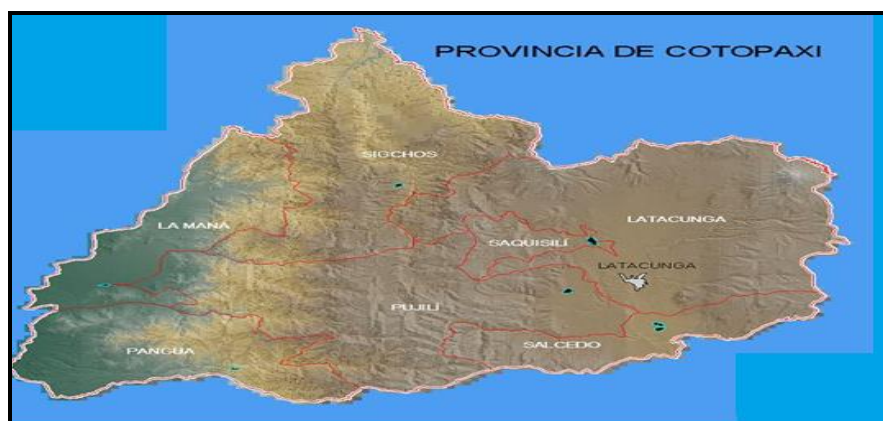 PROVINCIA DE COTOPAXI
SIGCHOS
LA MANÁ
LATACUNGA
SAQUISILÍ
LATACUNGA
PUJILÍ
PANGUA
SALCEDO